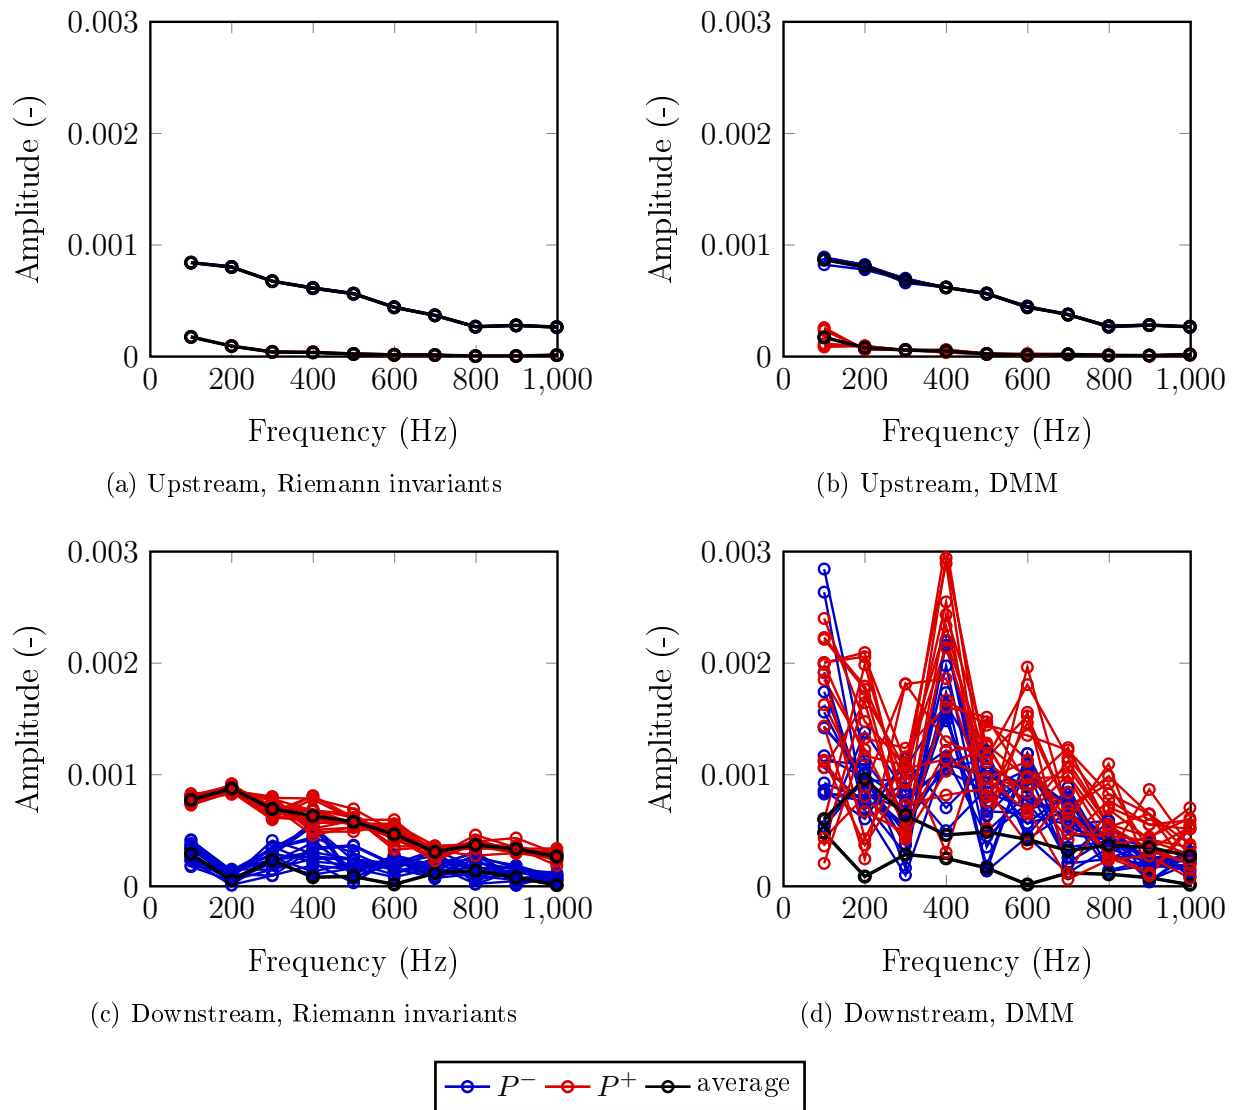 0.003 0.003
Amplitude (-) Amplitude (-)
0.002 0.002
0.001 0.001
0 0
0 200 400 600 800 1,000 0 200 400 600 800 1,000
Frequency (Hz) Frequency (Hz)
(a) Upstream, Riemann invariants (b) Upstream, DMM
0.003 0.003
Amplitude (-) Amplitude (-)
0.002 0.002
0.001 0.001
0 0
0 200 400 600 800 1,000 0 200 400 600 800 1,000
Frequency (Hz) Frequency (Hz)
(c) Downstream, Riemann invariants (d) Downstream, DMM
P⁻ P⁺ average